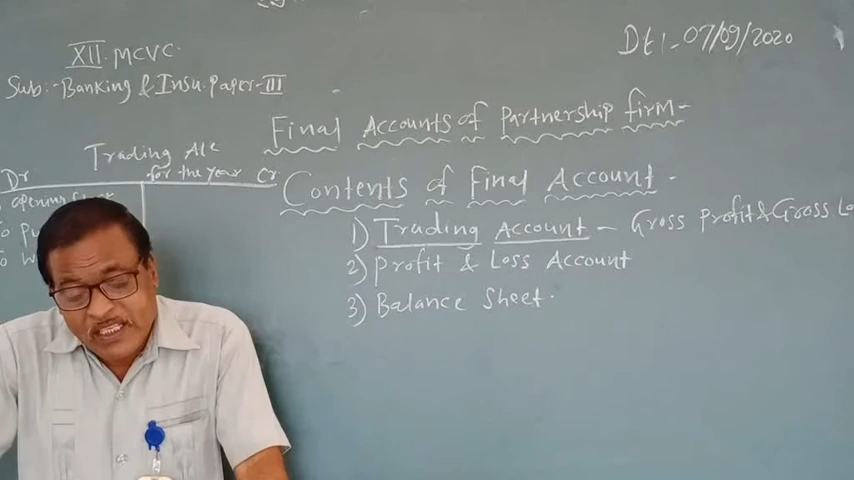 XII. MCVC.
Dt:- 07/09/2020
Sub:- Banking & Insu. Paper-III
Final Accounts of Partnership firm-
Trading A/c
Dr for the year Cr.
opening
Contents of Final Account.
1) Trading Account - Gross Profit & Gross
2) Profit & Loss Account
3) Balance Sheet.